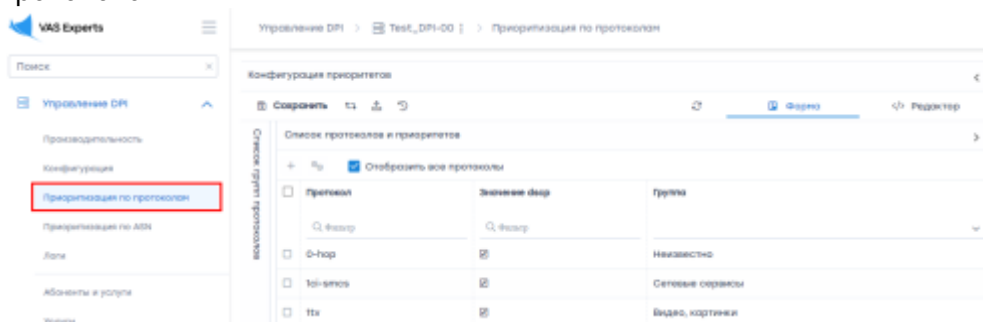 VAS Experts
Управление DPI > Test_DPI-00 [ > Приоритизация по протоколам
Поиск
Конфигурация приоритетов
Управление DPI
Сохранить
Форма
</> Редактор
Производительность
Список протоколов и приоритетов
Список групп протоколов
Конфигурация
Отобразить все протоколы
Приоритизация по протоколам
Протокол Значение dscp Группа
Приоритизация по ASN
Фильтр Фильтр
Логи
0-hop Неизвестно
1ci-smcs Сетевые сервисы
Абоненты и услуги
ttx Видео, картинки